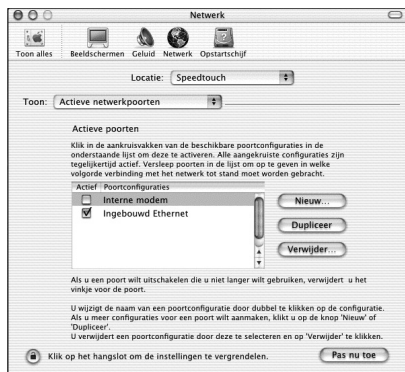 Netwerk
Toon alles Beeldschermen Geluid Netwerk Opstartschijf
Locatie: Speedtouch
Toon: Actieve netwerkpoorten
Actieve poorten
Klik in de aankruisvakken van de beschikbare poortconfiguraties in de
onderstaande lijst om deze te activeren. Alle aangekruiste configuraties zijn
tegelijkertijd actief. Versleep poorten in de lijst om op te geven in welke
volgorde verbinding met het netwerk tot stand moet worden gebracht.
Actief Poortconfiguraties
Interne modem
Ingebouwd Ethernet
Nieuw...
Dupliceer
Verwijder...
Als u een poort wilt uitschakelen die u niet langer wilt gebruiken, verwijdert u het
vinkje voor de poort.
U wijzigt de naam van een poortconfiguratie door dubbel te klikken op de configuratie.
Als u meer configuraties voor een poort wilt aanmaken, klikt u op de knop 'Nieuw' of
'Dupliceer'.
U verwijdert een poortconfiguratie door deze te selecteren en op 'Verwijder' te klikken.
Klik op het hangslot om de instellingen te vergrendelen.
Pas nu toe